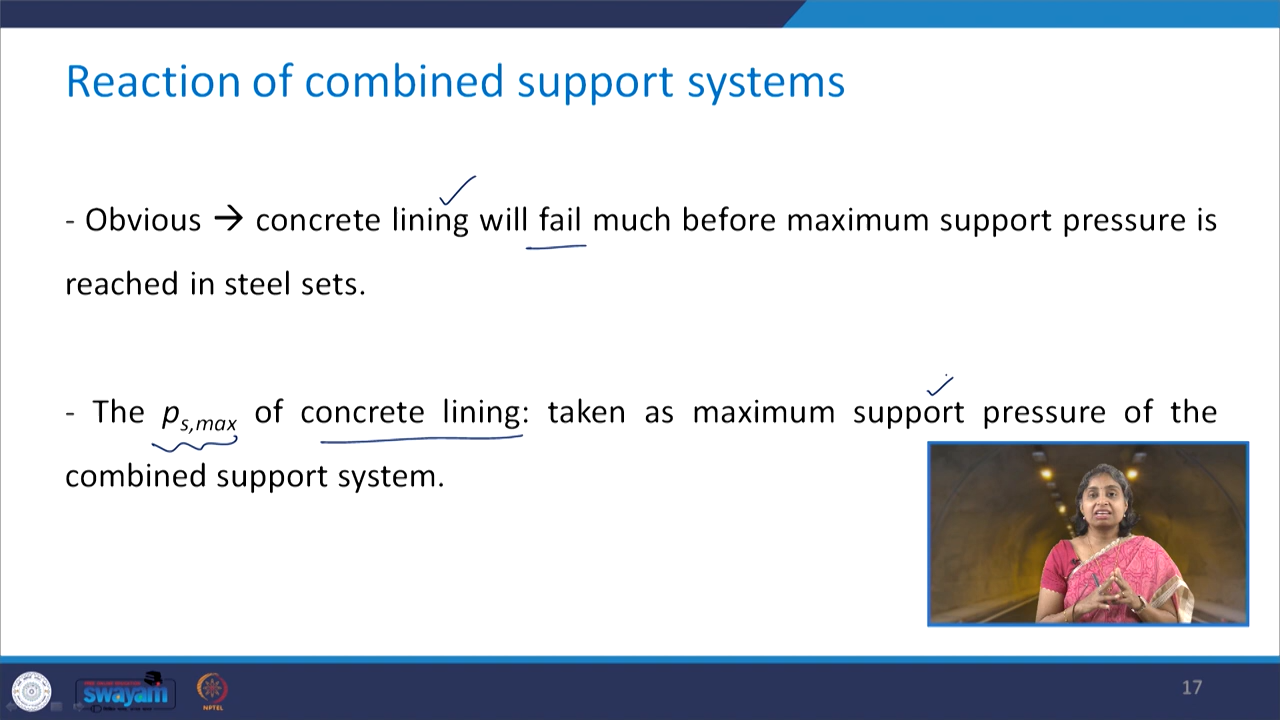 Reaction of combined support systems
- Obvious → concrete lining will fail much before maximum support pressure is
reached in steel sets.
- The ps,max of concrete lining: taken as maximum support pressure of the
combined support system.
swayam
NPTEL
17